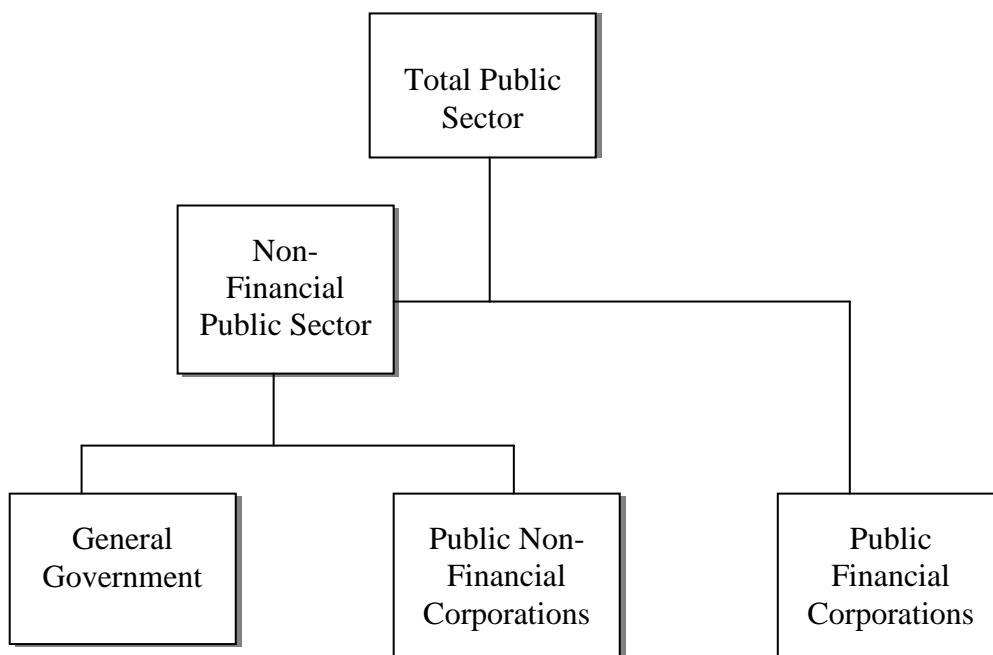 Total Public
Sector
Non-
Financial
Public Sector
General
Government
Public Non-
Financial
Corporations
Public
Financial
Corporations